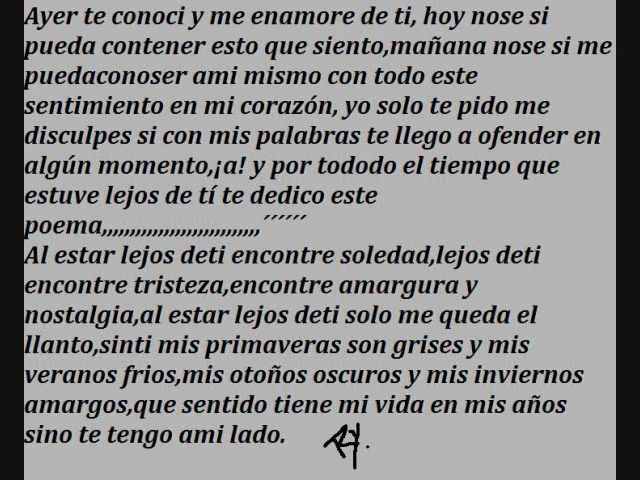 Ayer te conoci y me enamore de ti, hoy nose si
pueda contener esto que siento,mañana nose si me
puedaconoser ami mismo con todo este
sentimiento en mi corazón, yo solo te pido me
disculpes si con mis palabras te llego a ofender en
algún momento,¡a! y por tododo el tiempo que
estuve lejos de tí te dedico este
poema,,,,,,,,,,,,,,,,,,,,,,,,,,,,´´´´´´
Al estar lejos deti encontre soledad,lejos deti
encontre tristeza,encontre amargura y
nostalgia,al estar lejos deti solo me queda el
llanto,sinti mis primaveras son grises y mis
veranos frios,mis otoños oscuros y mis inviernos
amargos,que sentido tiene mi vida en mis años
sino te tengo ami lado.